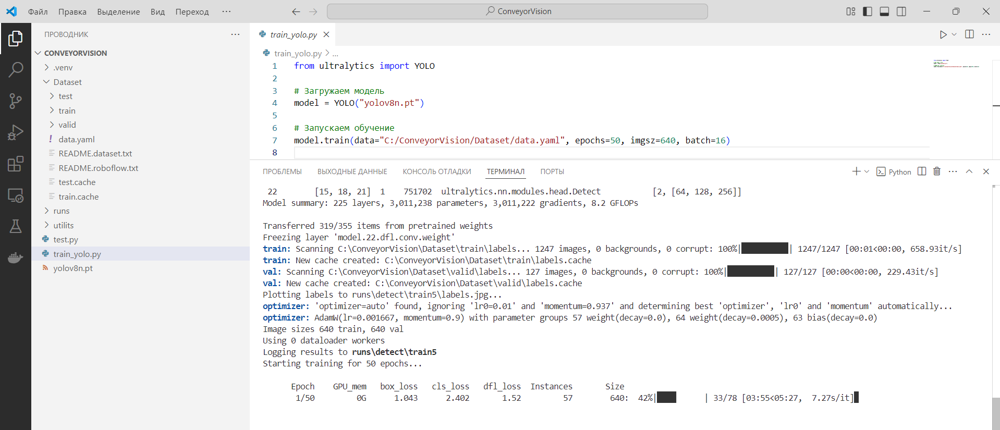 Файл Правка Выделение Вид Переход ... ConveyorVision
ПРОВОДНИК ...
CONVEYORVISION
.venv
Dataset
test
train
valid
! data.yaml
README.dataset.txt
README.roboflow.txt
test.cache
train.cache
runs
utilits
test.py
train_yolo.py
yolov8n.pt
train_yolo.py
train_yolo.py > ...
1 from ultralytics import YOLO
2
3 # Загружаем модель
4 model = YOLO("yolov8n.pt")
5
6 # Запускаем обучение
7 model.train(data="C:/ConveyorVision/Dataset/data.yaml", epochs=50, imgsz=640, batch=16)
8
ПРОБЛЕМЫ ВЫХОДНЫЕ ДАННЫЕ КОНСОЛЬ ОТЛАДКИ ТЕРМИНАЛ ПОРТЫ Python ...
22 [15, 18, 21] 1 751702 ultralytics.nn.modules.head.Detect [2, [64, 128, 256]]
Model summary: 225 layers, 3,011,238 parameters, 3,011,222 gradients, 8.2 GFLOPs
Transferred 319/355 items from pretrained weights
Freezing layer 'model.22.dfl.conv.weight'
train: Scanning C:\ConveyorVision\Dataset\train\labels... 1247 images, 0 backgrounds, 0 corrupt: 100%|██████████| 1247/1247 [00:01<00:00, 658.93it/s]
train: New cache created: C:\ConveyorVision\Dataset\train\labels.cache
val: Scanning C:\ConveyorVision\Dataset\valid\labels... 127 images, 0 backgrounds, 0 corrupt: 100%|██████████| 127/127 [00:00<00:00, 229.43it/s]
val: New cache created: C:\ConveyorVision\Dataset\valid\labels.cache
Plotting labels to runs\detect\train5\labels.jpg...
optimizer: 'optimizer=auto' found, ignoring 'lr0=0.01' and 'momentum=0.937' and determining best 'optimizer', 'lr0' and 'momentum' automatically...
optimizer: AdamW(lr=0.001667, momentum=0.9) with parameter groups 57 weight(decay=0.0), 64 weight(decay=0.0005), 63 bias(decay=0.0)
Image sizes 640 train, 640 val
Using 0 dataloader workers
Logging results to runs\detect\train5
Starting training for 50 epochs...
Epoch GPU_mem box_loss cls_loss dfl_loss Instances Size
1/50 0G 1.043 2.402 1.52 57 640: 42%|████ | 33/78 [03:55<05:27, 7.27s/it]